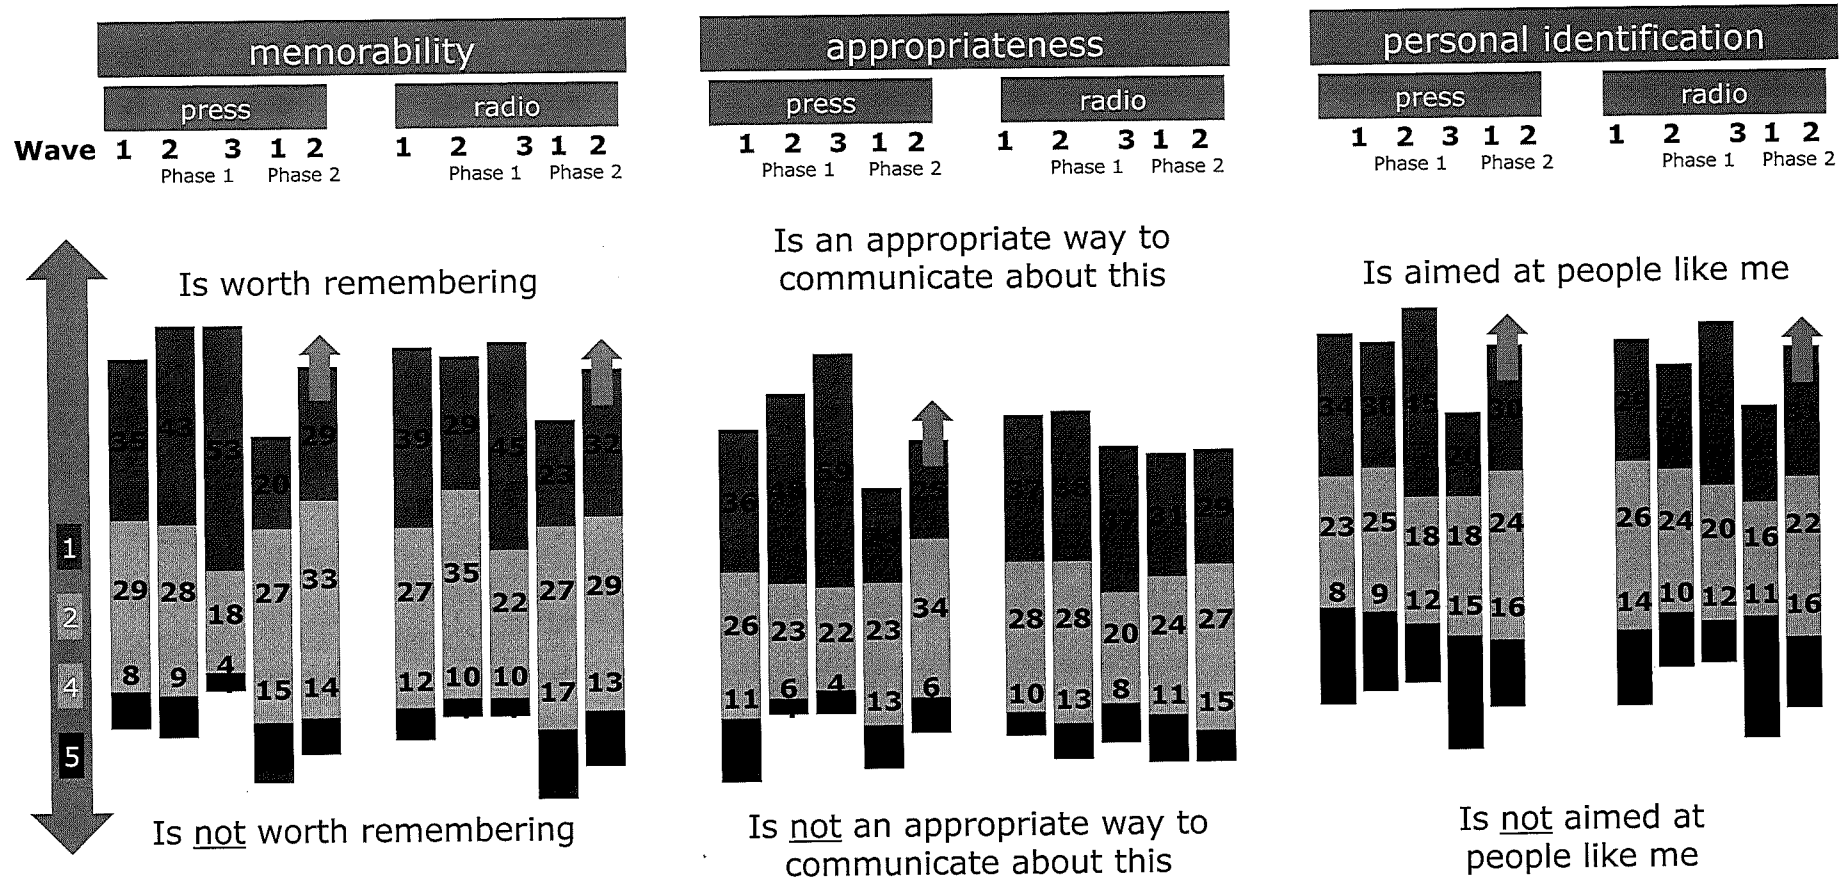 memorability
appropriateness
personal identification
press
radio
press
radio
press
radio
Wave 1 2 3 1 2
1 2 3 1 2
1 2 3 1 2
1 2 3 1 2
1 2 3 1 2
1 2 3 1 2
Phase 1 Phase 2
Phase 1 Phase 2
Phase 1 Phase 2
Phase 1 Phase 2
Phase 1 Phase 2
Phase 1 Phase 2
Is worth remembering
Is an appropriate way to
communicate about this
Is aimed at people like me
35 43 53 20 29
39 29 45 23 32
36
31 29
34 45
1
2
4
5
29 28 18 27 33
27 35 22 27 29
26 23 22 23 34
28 28 20 24 27
23 25 18 18 24
26 24 20 16 22
8 9 4 15 14
12 10 10 17 13
11 6 4 13 6
10 13 8 11 15
8 9 12 15 16
14 10 12 11 16
Is not worth remembering
Is not an appropriate way to
communicate about this
Is not aimed at
people like me